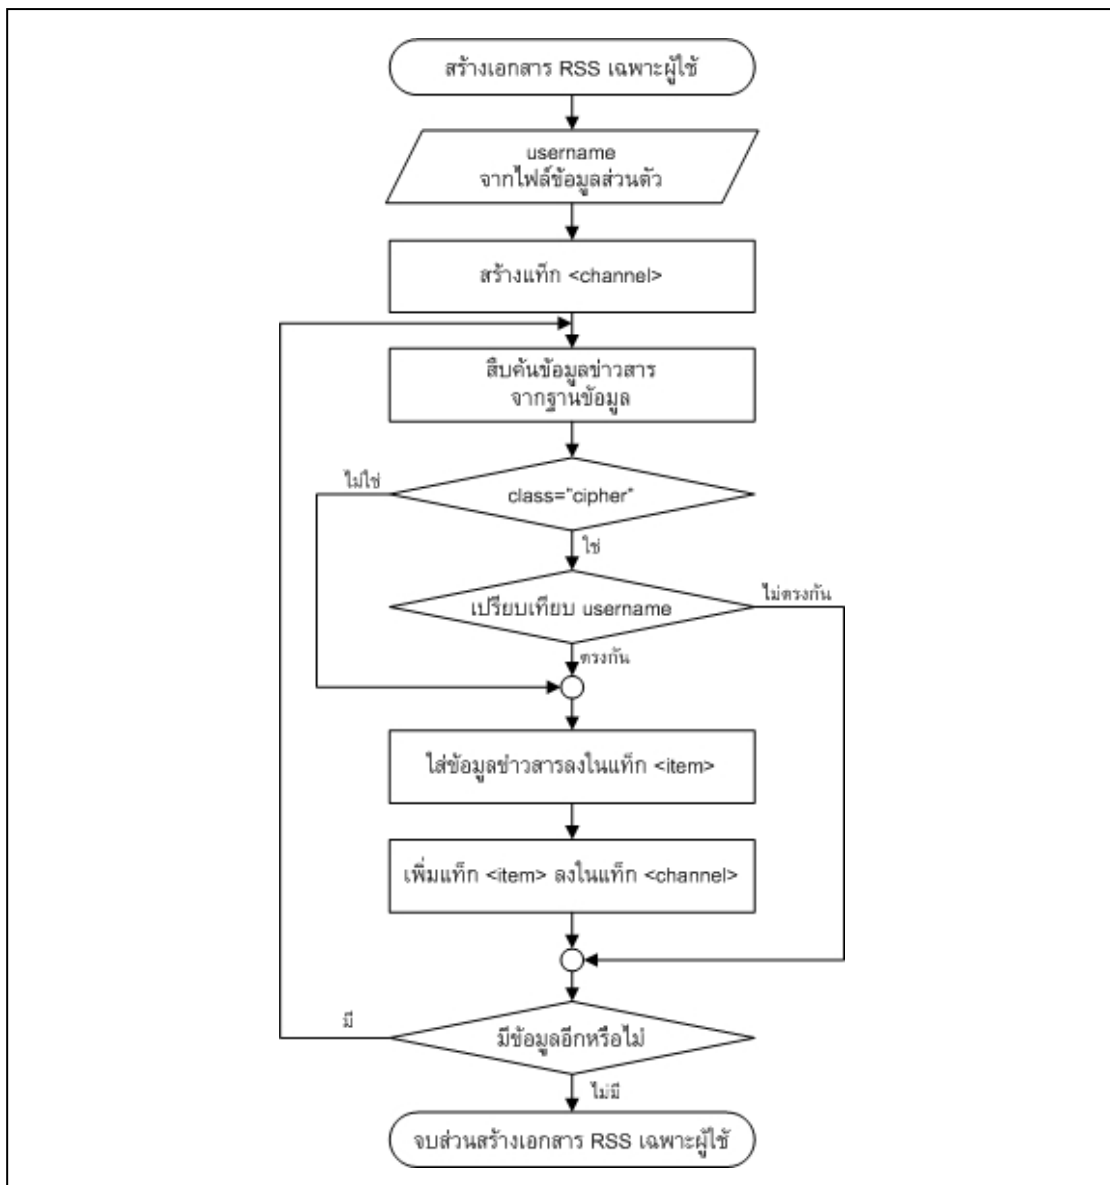 สร้างเอกสาร RSS เฉพาะผู้ใช้
username
จากไฟล์ข้อมูลส่วนตัว
สร้างแท็ก <channel>
สืบค้นข้อมูลข่าวสาร
จากฐานข้อมูล
ไม่ใช่
class="cipher"
ใช่
เปรียบเทียบ username
ไม่ตรงกัน
ตรงกัน
ใส่ข้อมูลข่าวสารลงในแท็ก <item>
เพิ่มแท็ก <item> ลงในแท็ก <channel>
มี
มีข้อมูลอีกหรือไม่
ไม่มี
จบส่วนสร้างเอกสาร RSS เฉพาะผู้ใช้